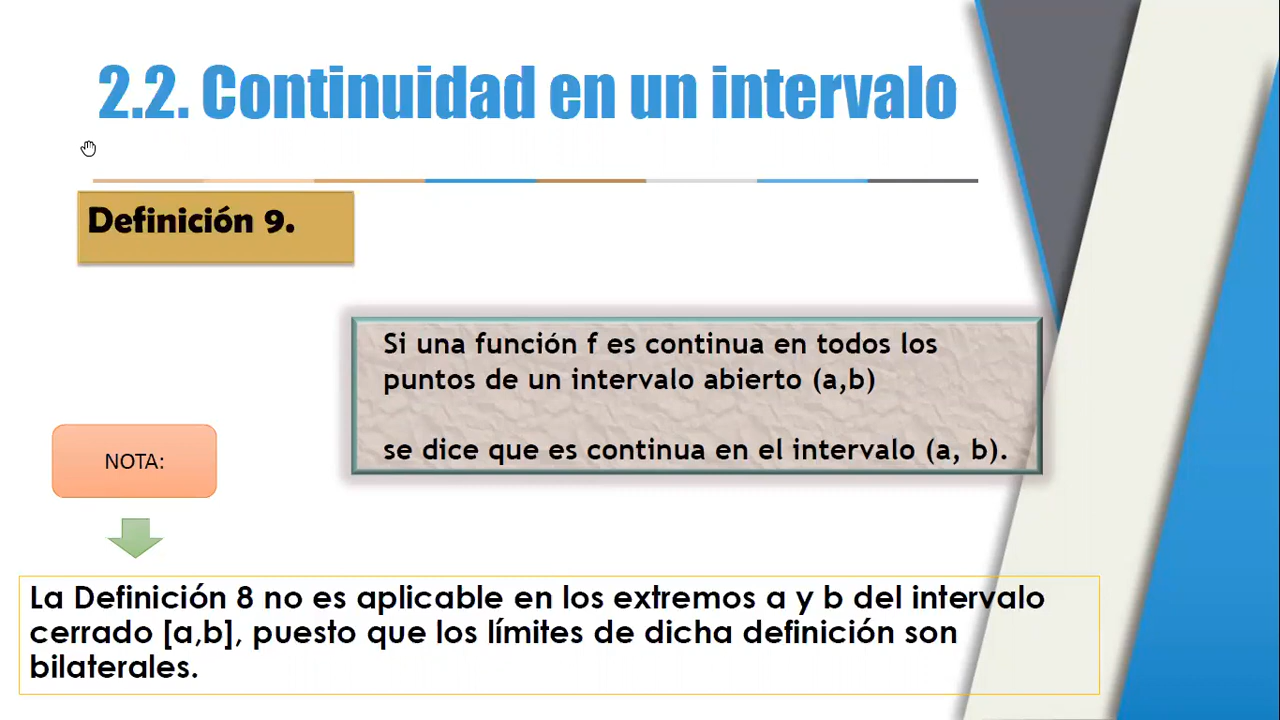 2.2. Continuidad en un intervalo
Definición 9.
Si una función f es continua en todos los
puntos de un intervalo abierto (a,b)
se dice que es continua en el intervalo (a, b).
NOTA:
La Definición 8 no es aplicable en los extremos a y b del intervalo
cerrado [a,b], puesto que los límites de dicha definición son
bilaterales.